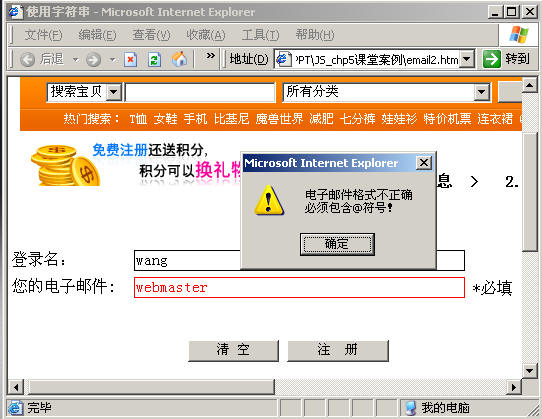 使用字符串 - Microsoft Internet Explorer
文件(F) 编辑(E) 查看(V) 收藏(A) 工具(T) 帮助(H)
后退 地址(D) PT\JS_chp5课堂案例\email2.htm 转到
搜索宝贝 所有分类
热门搜索： T恤 女鞋 手机 比基尼 魔兽世界 减肥 七分裤 娃娃衫 特价机票 连衣裙
免费注册还送积分，
积分可以换礼物
息 > 2.
Microsoft Internet Explorer
电子邮件格式不正确
必须包含@符号！
确定
登录名： wang
您的电子邮件： webmaster *必填
清 空 注 册
完毕 我的电脑